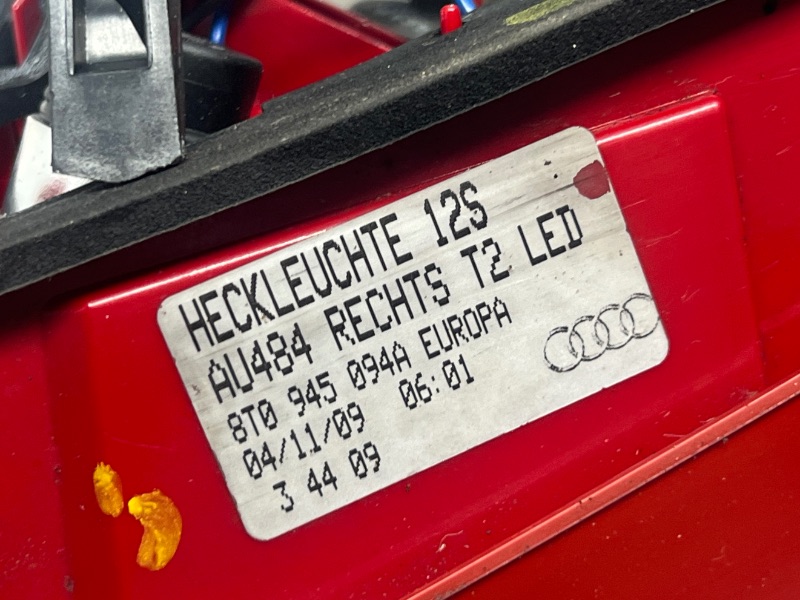 HECKLEUCHTE 12S
AU484 RECHTS T2 LED
8T0 945 094A EUROPA
04/11/09 06:01
3 44 09